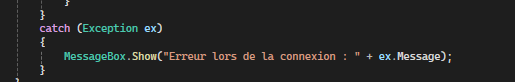 }
}
catch (Exception ex)
{
MessageBox.Show("Erreur lors de la connexion : " + ex.Message);
}